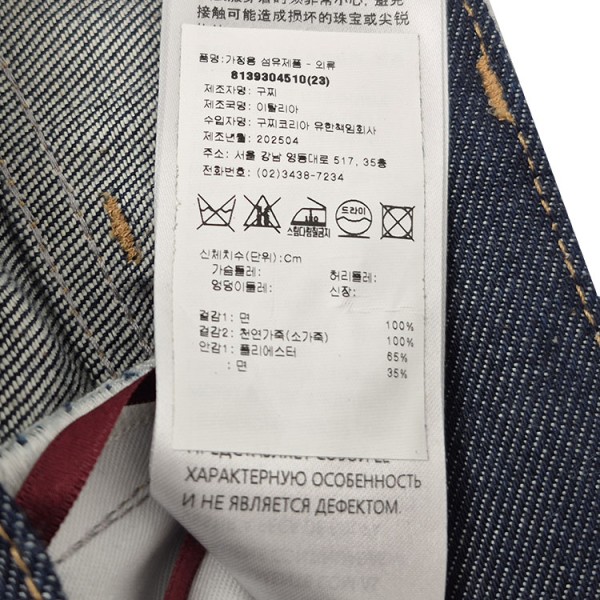 接触可能造成损坏的珠宝或尖锐
품명:가정용 섬유제품 - 의류
8139304510(23)
제조자명: 구찌
제조국명: 이탈리아
수입자명: 구찌코리아 유한책임회사
제조년월: 202504
주소: 서울 강남 영동대로 517, 35층
전화번호: (02)3438-7234
드라이
스팀다림질금지
신체치수(단위):Cm
가슴둘레: 허리둘레:
엉덩이둘레: 신장:
겉감1: 면 100%
겉감2: 천연가죽(소가죽) 100%
안감1: 폴리에스터 65%
: 면 35%
ХАРАКТЕРНУЮ ОСОБЕННОСТЬ
И НЕ ЯВЛЯЕТСЯ ДЕФЕКТОМ.